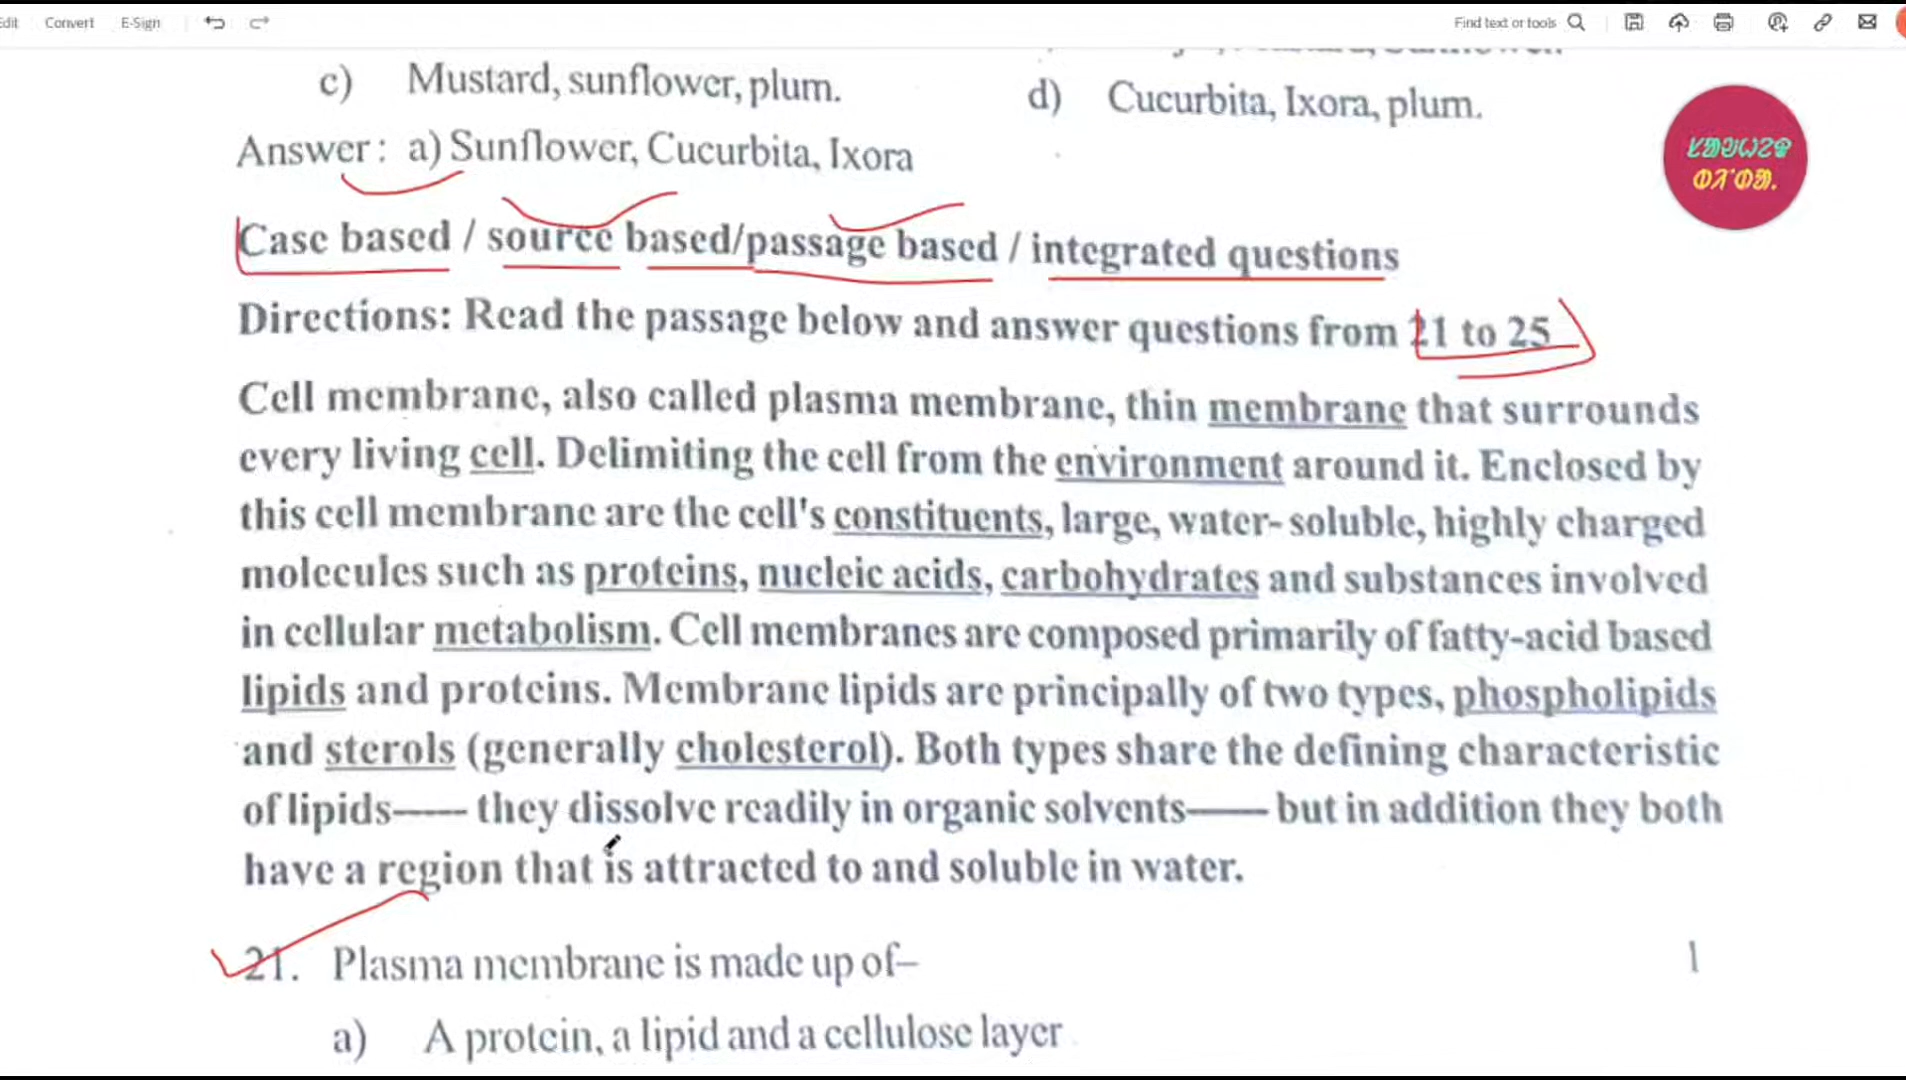 Edit Convert E-Sign Find text or tools
c) Mustard, sunflower, plum. d) Cucurbita, Ixora, plum.
Answer: a) Sunflower, Cucurbita, Ixora
Case based / source based/passage based / integrated questions
Directions: Read the passage below and answer questions from 21 to 25
Cell membrane, also called plasma membrane, thin membrane that surrounds
every living cell. Delimiting the cell from the environment around it. Enclosed by
this cell membrane are the cell's constituents, large, water- soluble, highly charged
molecules such as proteins, nucleic acids, carbohydrates and substances involved
in cellular metabolism. Cell membranes are composed primarily of fatty-acid based
lipids and proteins. Membrane lipids are principally of two types, phospholipids
and sterols (generally cholesterol). Both types share the defining characteristic
of lipids—— they dissolve readily in organic solvents—— but in addition they both
have a region that is attracted to and soluble in water.
21. Plasma membrane is made up of– 1
a) A protein, a lipid and a cellulose layer